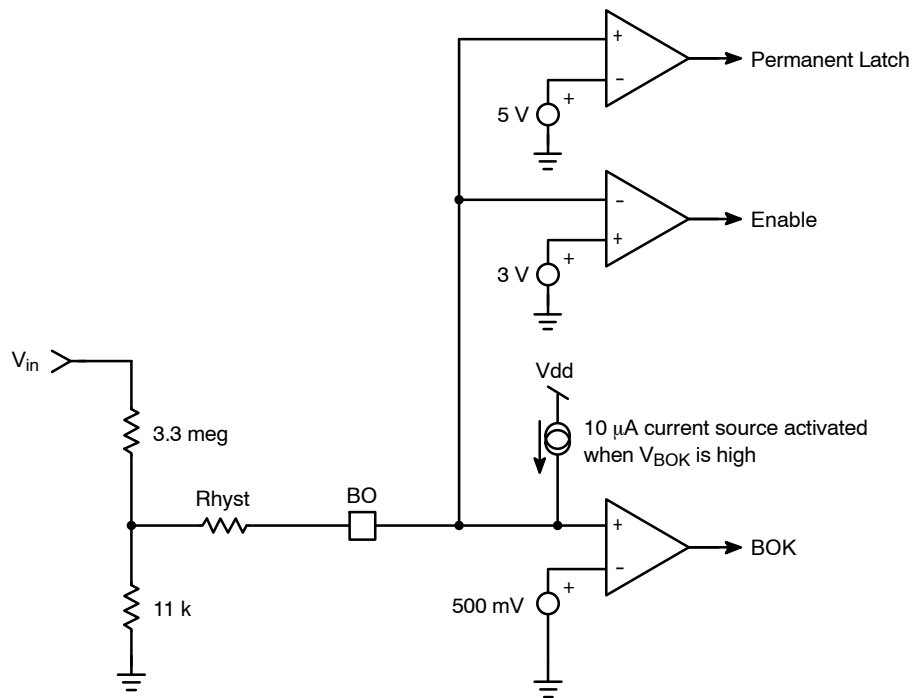 +
−
Permanent Latch
5 V
+
−
Enable
+
3 V
+
Vin
Vdd
3.3 meg
10 μA current source activated
when VBOK is high
Rhyst
BO
+
BOK
−
500 mV
+
11 k